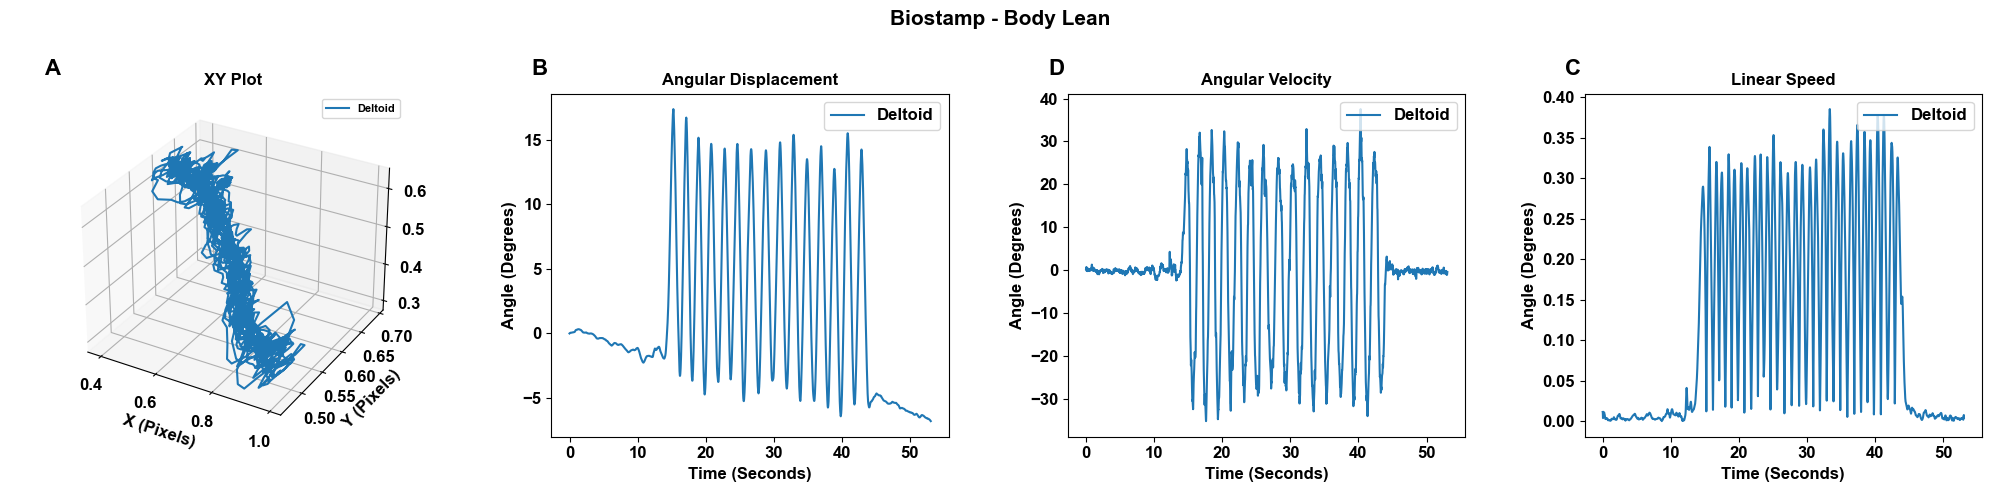 Biostamp - Body Lean
A
XY Plot
Deltoid
0.6
0.5
0.4
0.3
0.70
0.65
0.60
0.55
0.50
0.4
0.6
0.8
1.0
X (Pixels)
Y (Pixels)
B
Angular Displacement
Deltoid
15
10
5
0
−5
Angle (Degrees)
0 10 20 30 40 50
Time (Seconds)
D
Angular Velocity
Deltoid
40
30
20
10
0
−10
−20
−30
Angle (Degrees)
0 10 20 30 40 50
Time (Seconds)
C
Linear Speed
Deltoid
0.40
0.35
0.30
0.25
0.20
0.15
0.10
0.05
0.00
Angle (Degrees)
0 10 20 30 40 50
Time (Seconds)